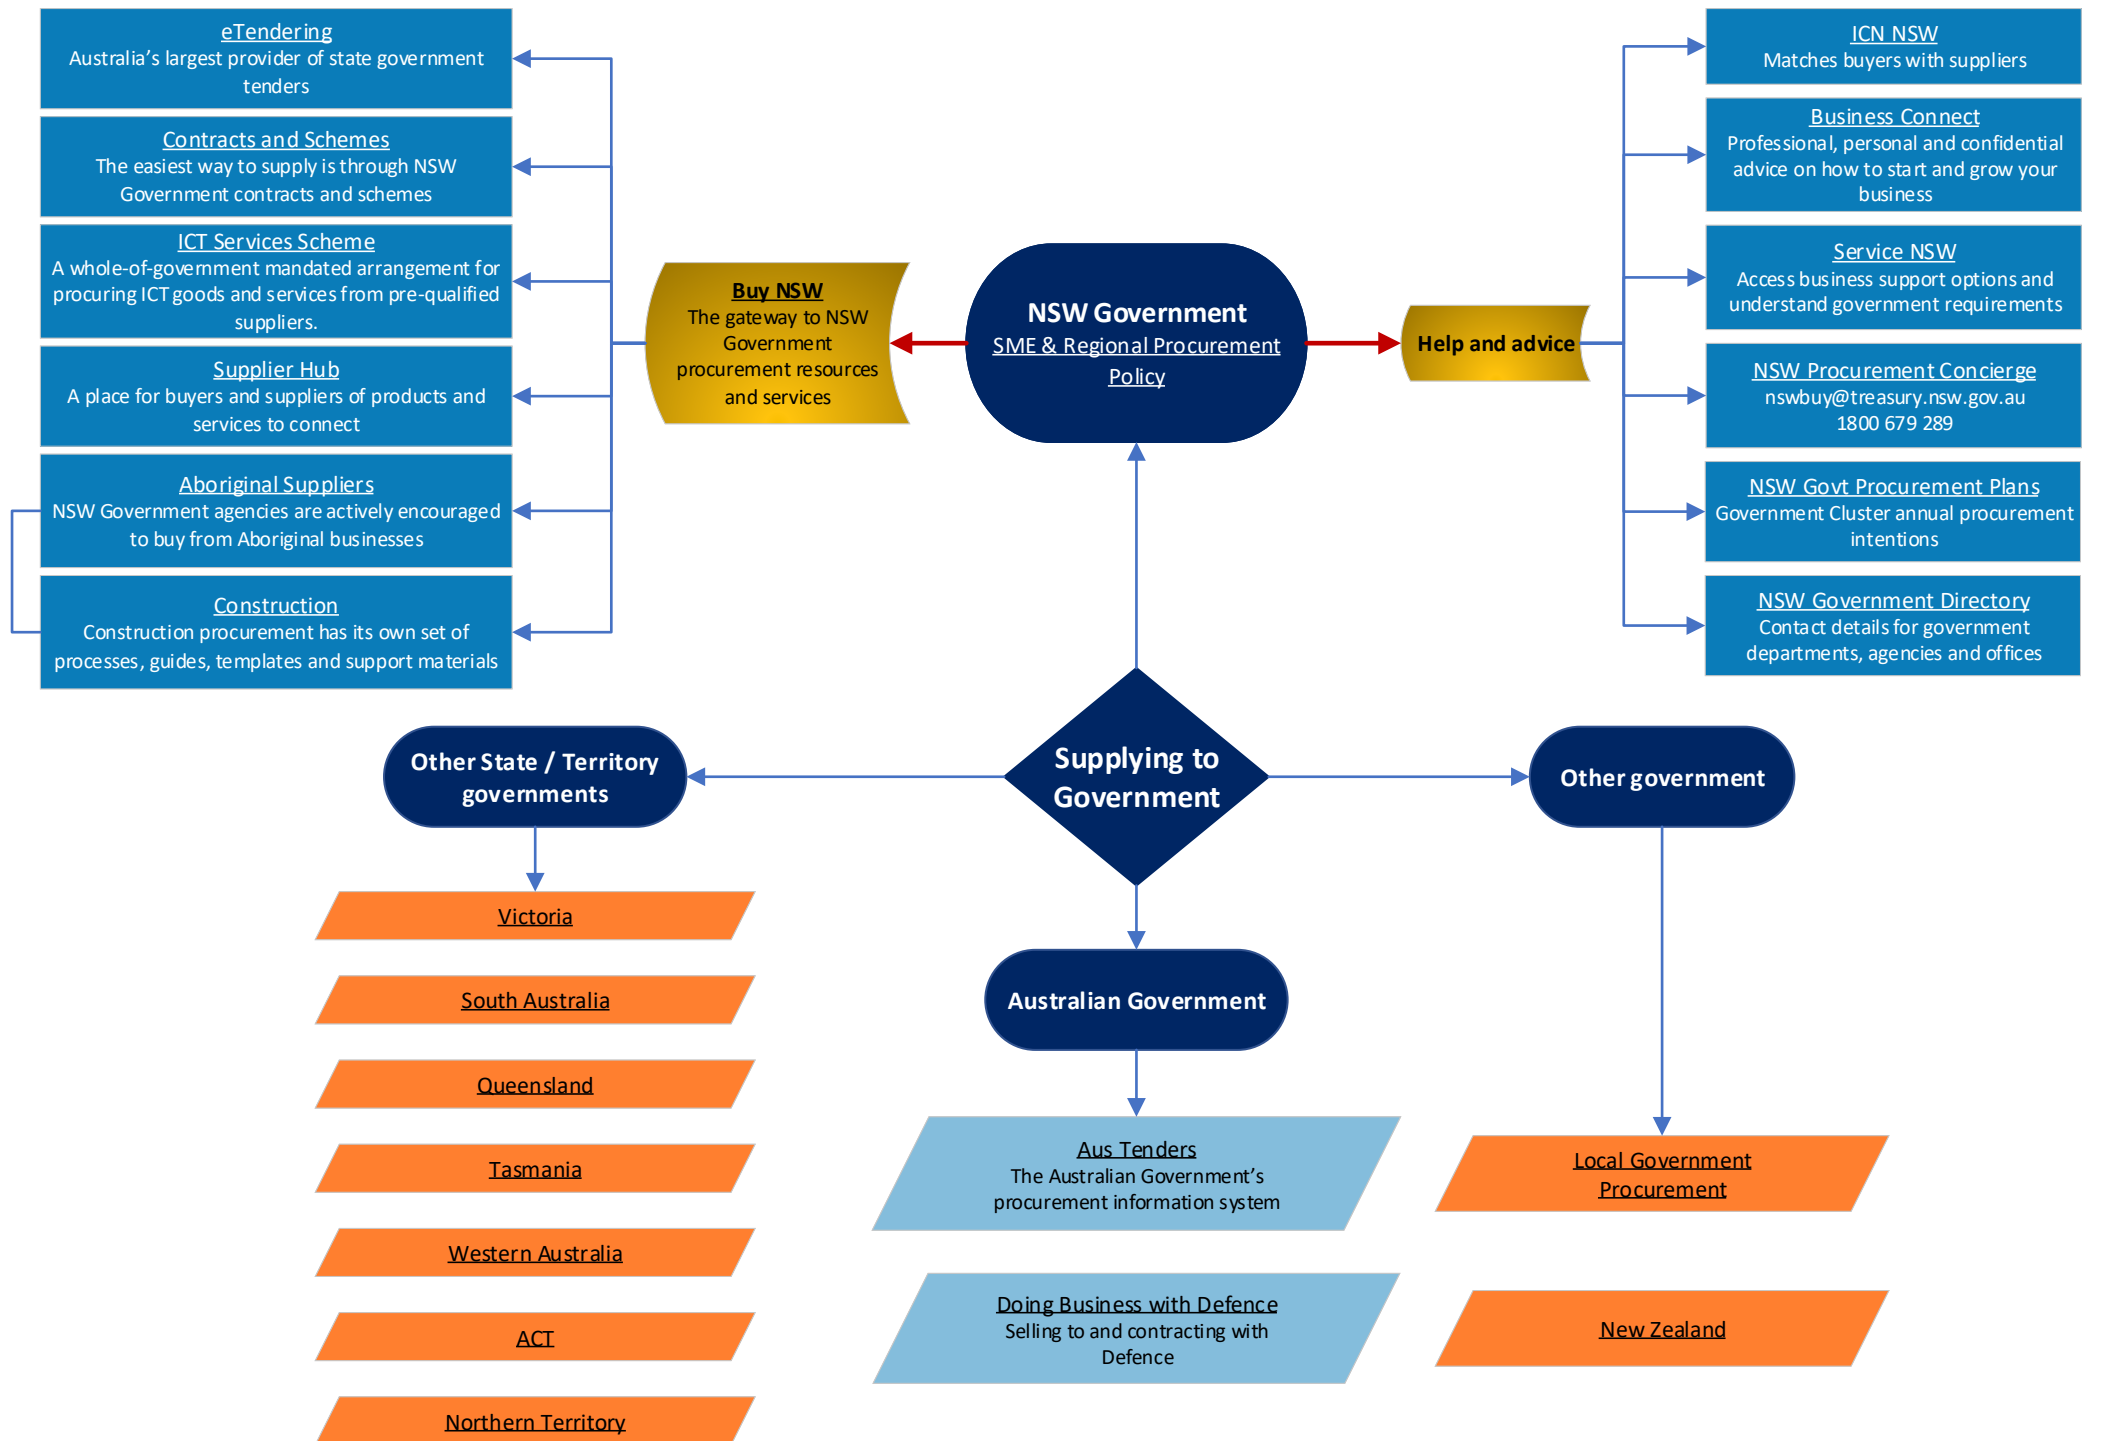 eTendering
Australia’s largest provider of state government
tenders
Contracts and Schemes
The easiest way to supply is through NSW
Government contracts and schemes
ICT Services Scheme
A whole-of-government mandated arrangement for
procuring ICT goods and services from pre-qualified
suppliers.
Supplier Hub
A place for buyers and suppliers of products and
services to connect
Aboriginal Suppliers
NSW Government agencies are actively encouraged
to buy from Aboriginal businesses
Construction
Construction procurement has its own set of
processes, guides, templates and support materials
Buy NSW
The gateway to NSW
Government
procurement resources
and services
NSW Government
SME & Regional Procurement
Policy
Help and advice
ICN NSW
Matches buyers with suppliers
Business Connect
Professional, personal and confidential
advice on how to start and grow your
business
Service NSW
Access business support options and
understand government requirements
NSW Procurement Concierge
nswbuy@treasury.nsw.gov.au
1800 679 289
NSW Govt Procurement Plans
Government Cluster annual procurement
intentions
NSW Government Directory
Contact details for government
departments, agencies and offices
Supplying to
Government
Other State / Territory
governments
Victoria
South Australia
Queensland
Tasmania
Western Australia
ACT
Northern Territory
Australian Government
Aus Tenders
The Australian Government’s
procurement information system
Doing Business with Defence
Selling to and contracting with
Defence
Other government
Local Government
Procurement
New Zealand